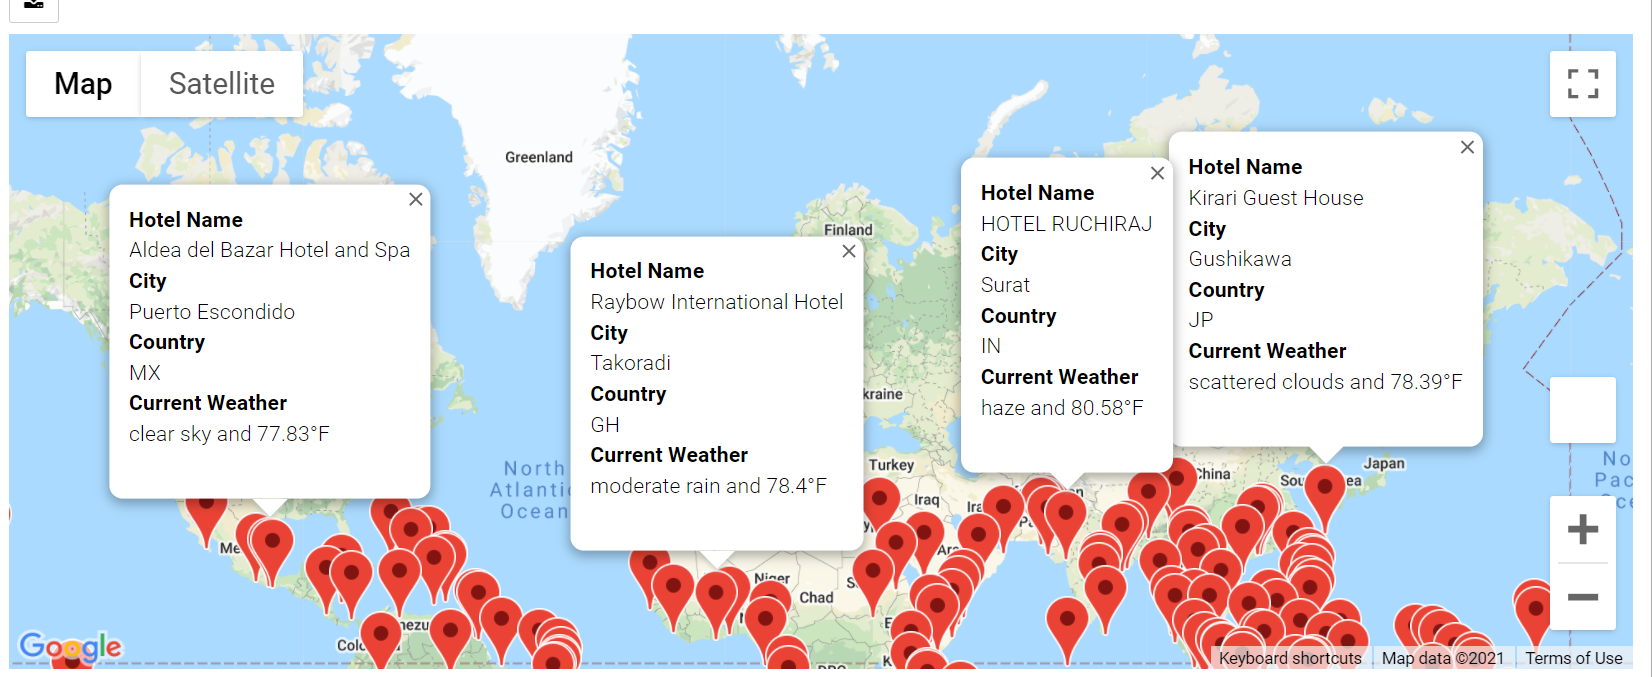 Map
Satellite
Greenland
Finland
Hotel Name
Aldea del Bazar Hotel and Spa
City
Puerto Escondido
Country
MX
Current Weather
clear sky and 77.83°F
Hotel Name
Raybow International Hotel
City
Takoradi
Country
GH
Current Weather
moderate rain and 78.4°F
Hotel Name
HOTEL RUCHIRAJ
City
Surat
Country
IN
Current Weather
haze and 80.58°F
Hotel Name
Kirari Guest House
City
Gushikawa
Country
JP
Current Weather
scattered clouds and 78.39°F
kraine
North
Atlanti
Ocean
Turkey
Iraq
China
Japan
No
Pac
Niger
Chad
Google
Keyboard shortcuts
Map data ©2021
Terms of Use